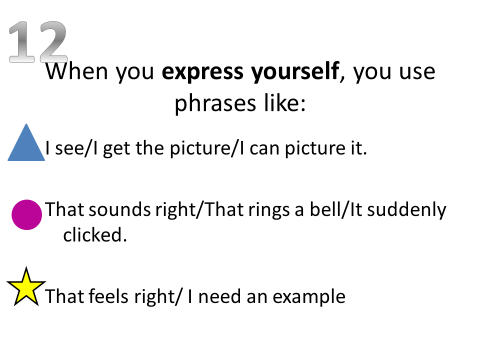 12
When you express yourself, you use
phrases like:
I see/I get the picture/I can picture it.
That sounds right/That rings a bell/It suddenly
clicked.
That feels right/ I need an example